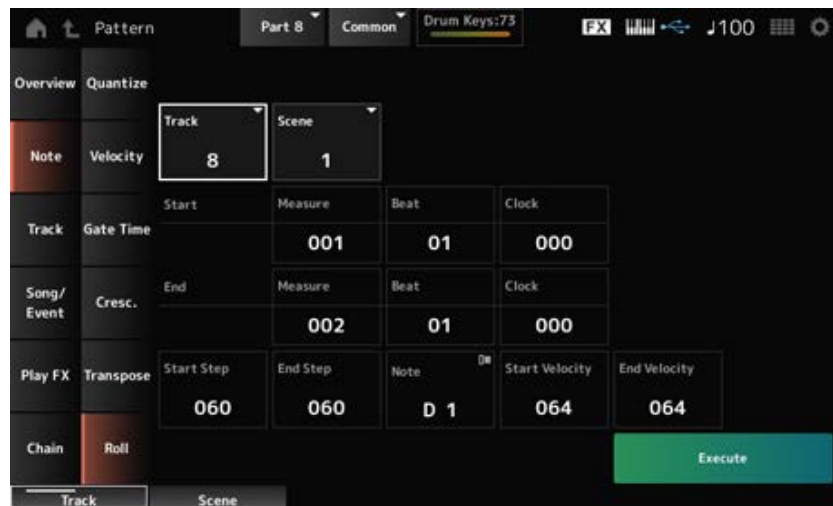 Pattern
Part 8
Common
Drum Keys:73
FX
♩100
Overview
Quantize
Note
Velocity
Track
8
Scene
1
Track
Gate Time
Start
Measure
001
Beat
01
Clock
000
Song/
Event
Cresc.
End
Measure
002
Beat
01
Clock
000
Play FX
Transpose
Start Step
060
End Step
060
Note
D 1
Start Velocity
064
End Velocity
064
Chain
Roll
Execute
Track
Scene